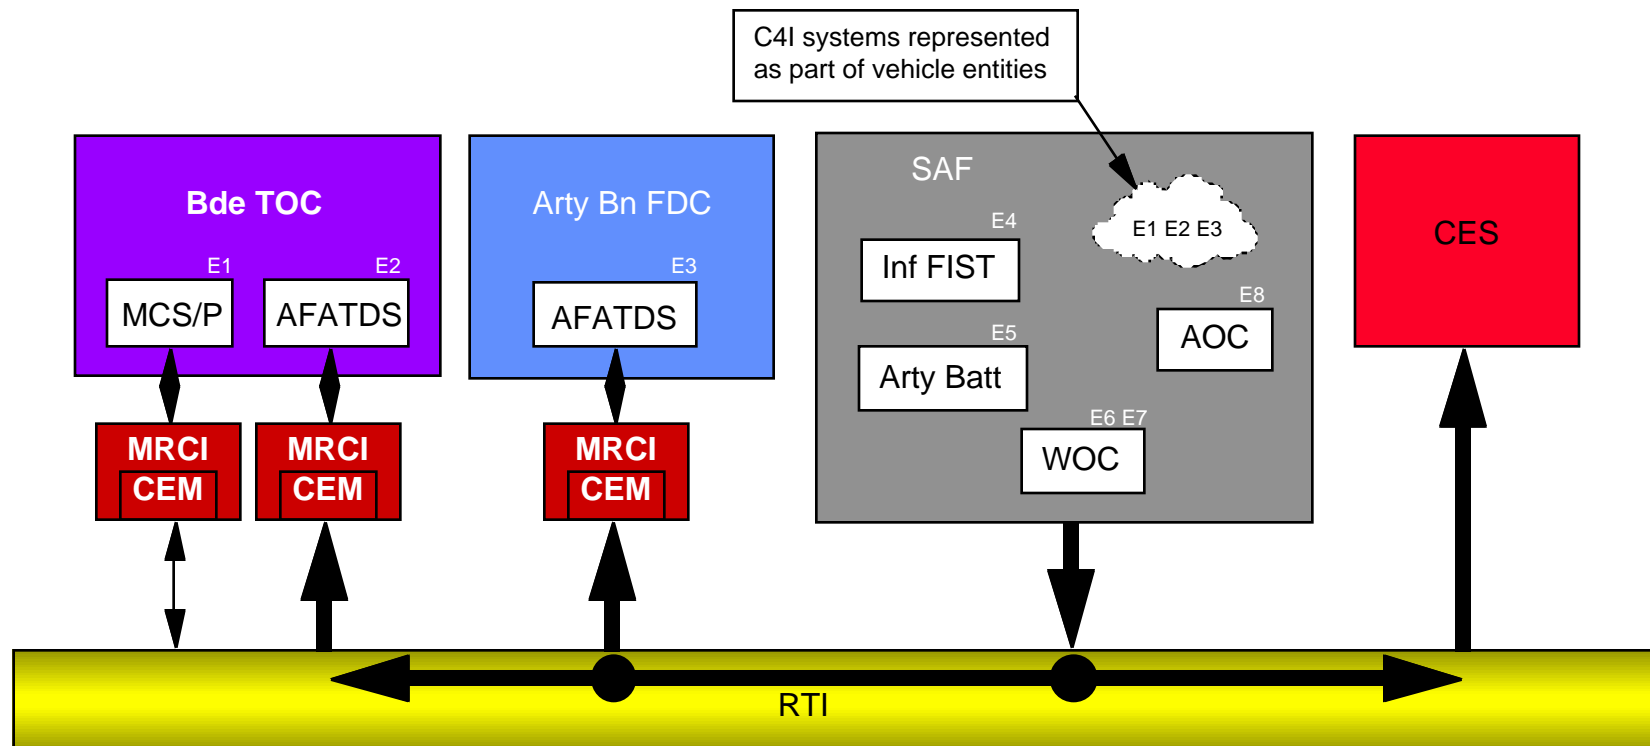 C4I systems represented
as part of vehicle entities
Bde TOC
E1
MCS/P
E2
AFATDS
MRCI
CEM
MRCI
CEM
Arty Bn FDC
E3
AFATDS
MRCI
CEM
SAF
E1 E2 E3
E4
Inf FIST
E8
AOC
E5
Arty Batt
E6 E7
WOC
CES
RTI